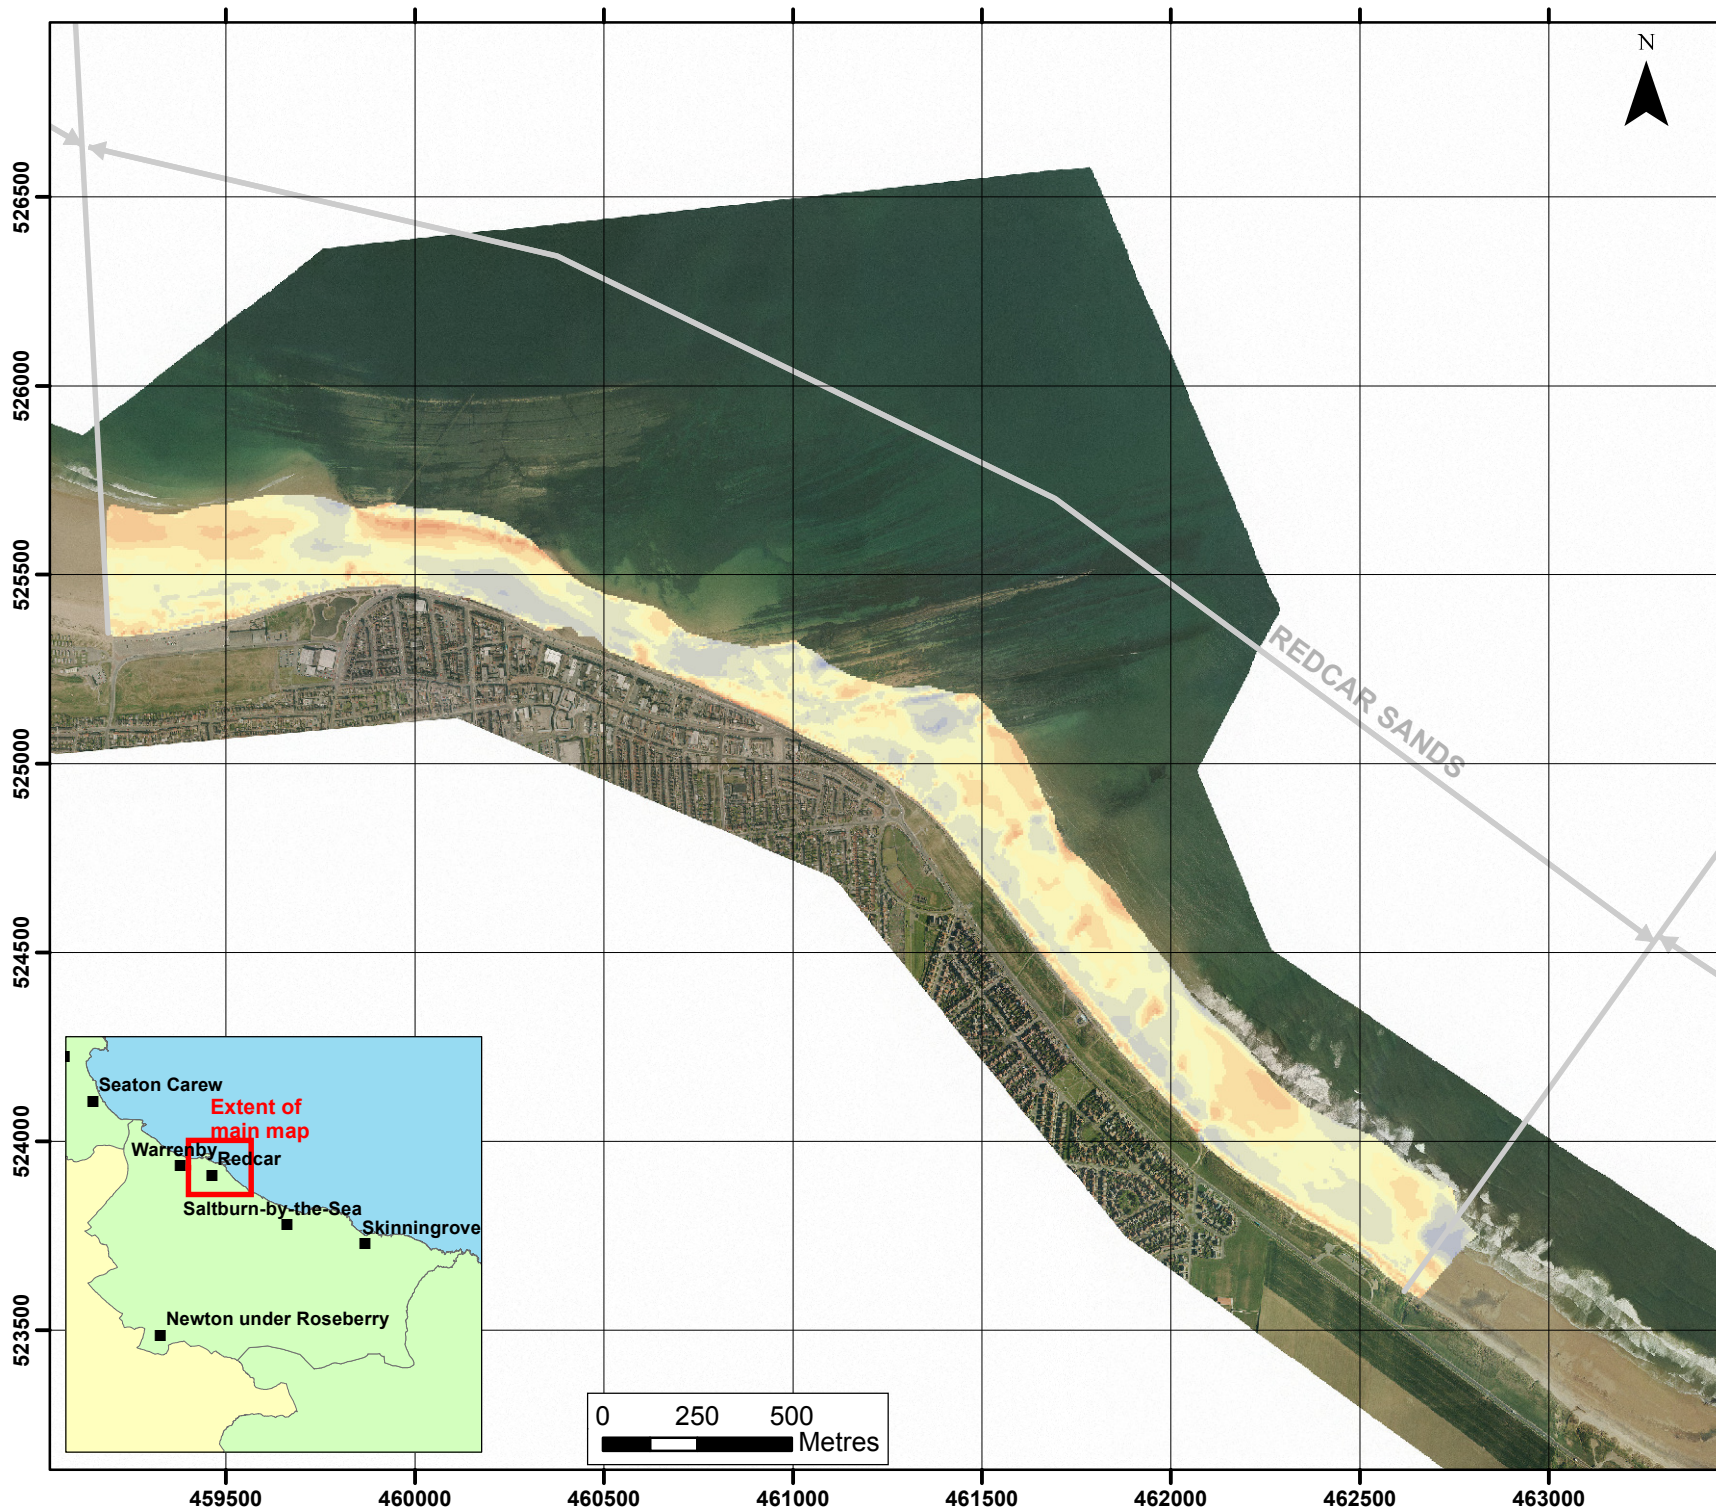 N
526500
526000
525500
525000
524500
524000
523500
REDCAR SANDS
Seaton Carew
Extent of
main map
Warrenby
Redcar
Saltburn-by-the-Sea
Skinningrove
Newton under Roseberry
0 250 500
Metres
459500 460000 460500 461000 461500 462000 462500 463000